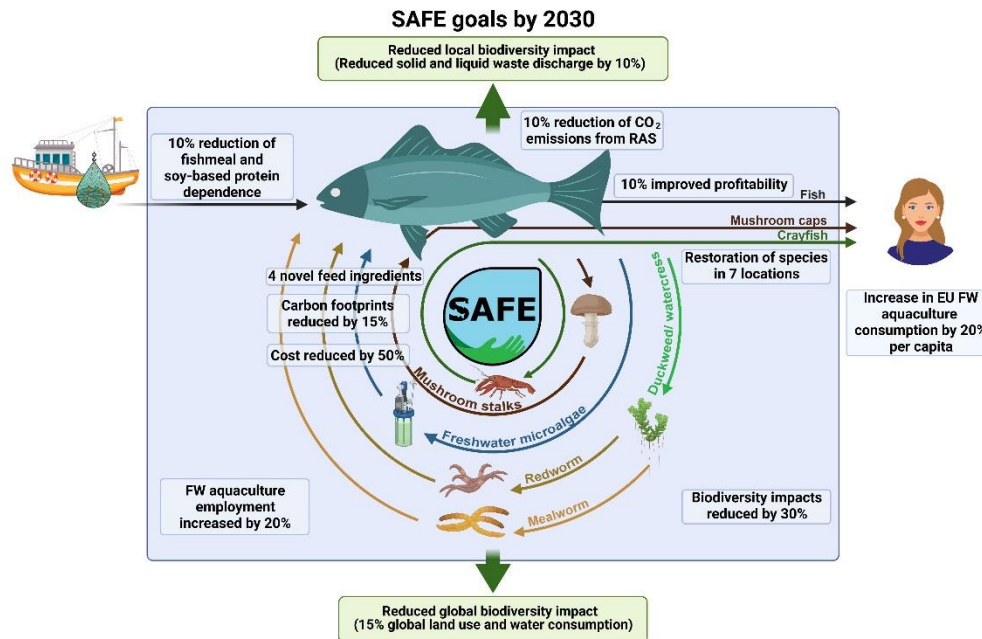 SAFE goals by 2030
Reduced local biodiversity impact
(Reduced solid and liquid waste discharge by 10%)
10% reduction of
fishmeal and
soy-based protein
dependence
10% reduction of CO₂
emissions from RAS
10% improved profitability
Fish
Mushroom caps
Crayfish
Restoration of species
in 7 locations
4 novel feed ingredients
Carbon footprints
reduced by 15%
Cost reduced by 50%
SAFE
Increase in EU FW
aquaculture
consumption by 20%
per capita
Duckweed/ watercress
Mushroom stalks
Freshwater microalgae
Redworm
Mealworm
FW aquaculture
employment
increased by 20%
Biodiversity impacts
reduced by 30%
Reduced global biodiversity impact
(15% global land use and water consumption)